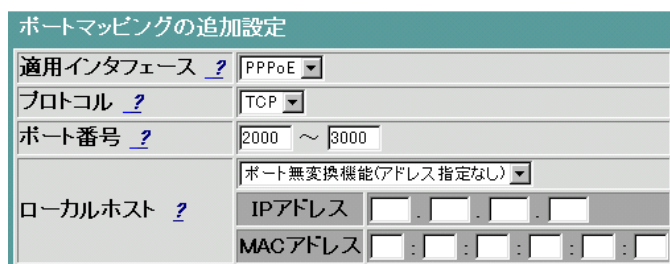 ポートマッピングの追加設定
適用インタフェース ? PPPoE
プロトコル ? TCP
ポート番号 ? 2000 ～ 3000
ポート無変換機能(アドレス指定なし)
ローカルホスト ? IPアドレス . . .
MACアドレス : : : : :